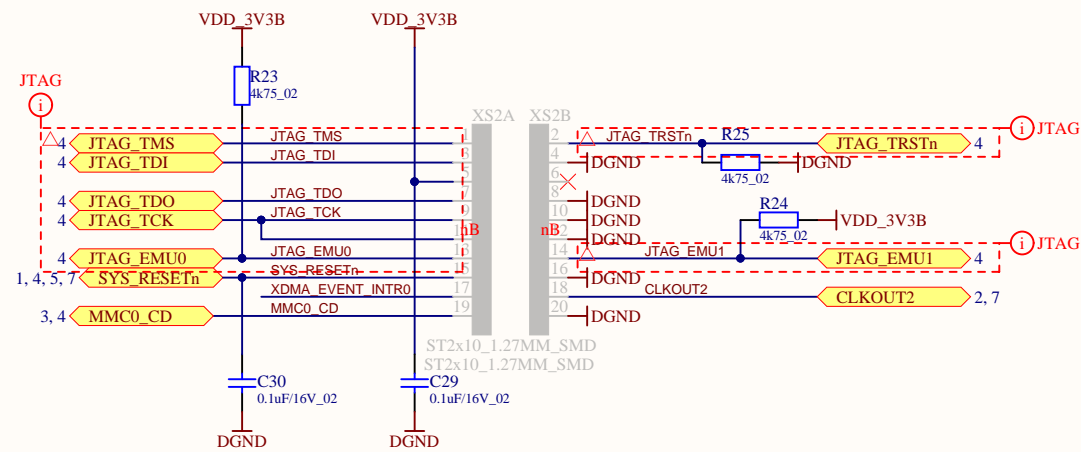 VDD_3V3B VDD_3V3B
R23
4k75_02
JTAG
i
XS2A XS2B
JTAG
i
4 JTAG_TMS JTAG_TMS 1 2 JTAG_TRSTn R25 JTAG_TRSTn 4
4 JTAG_TDI JTAG_TDI 3 4 DGND 4k75_02 DGND
5 6
4 JTAG_TDO JTAG_TDO 7 8 DGND
4 JTAG_TCK JTAG_TCK 9 10 DGND R24 VDD_3V3B
nB nB DGND 4k75_02
JTAG
i
4 JTAG_EMU0 JTAG_EMU0 14 JTAG_EMU1 JTAG_EMU1 4
1, 4, 5, 7 SYS_RESETn SYS_RESETn 16 DGND
XDMA_EVENT_INTR0 17 18 CLKOUT2 CLKOUT2 2, 7
3, 4 MMC0_CD MMC0_CD 19 20 DGND
ST2x10_1.27MM_SMD
ST2x10_1.27MM_SMD
C30 C29
0.1uF/16V_02 0.1uF/16V_02
DGND DGND